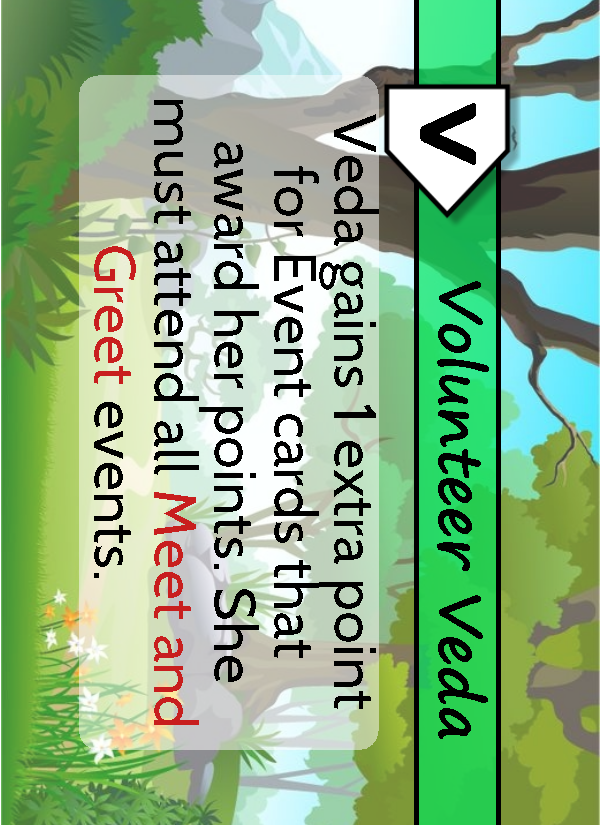 V
Volunteer Veda
Veda gains 1 extra point
for Event cards that
award her points. She
must attend all Meet and
Greet events.